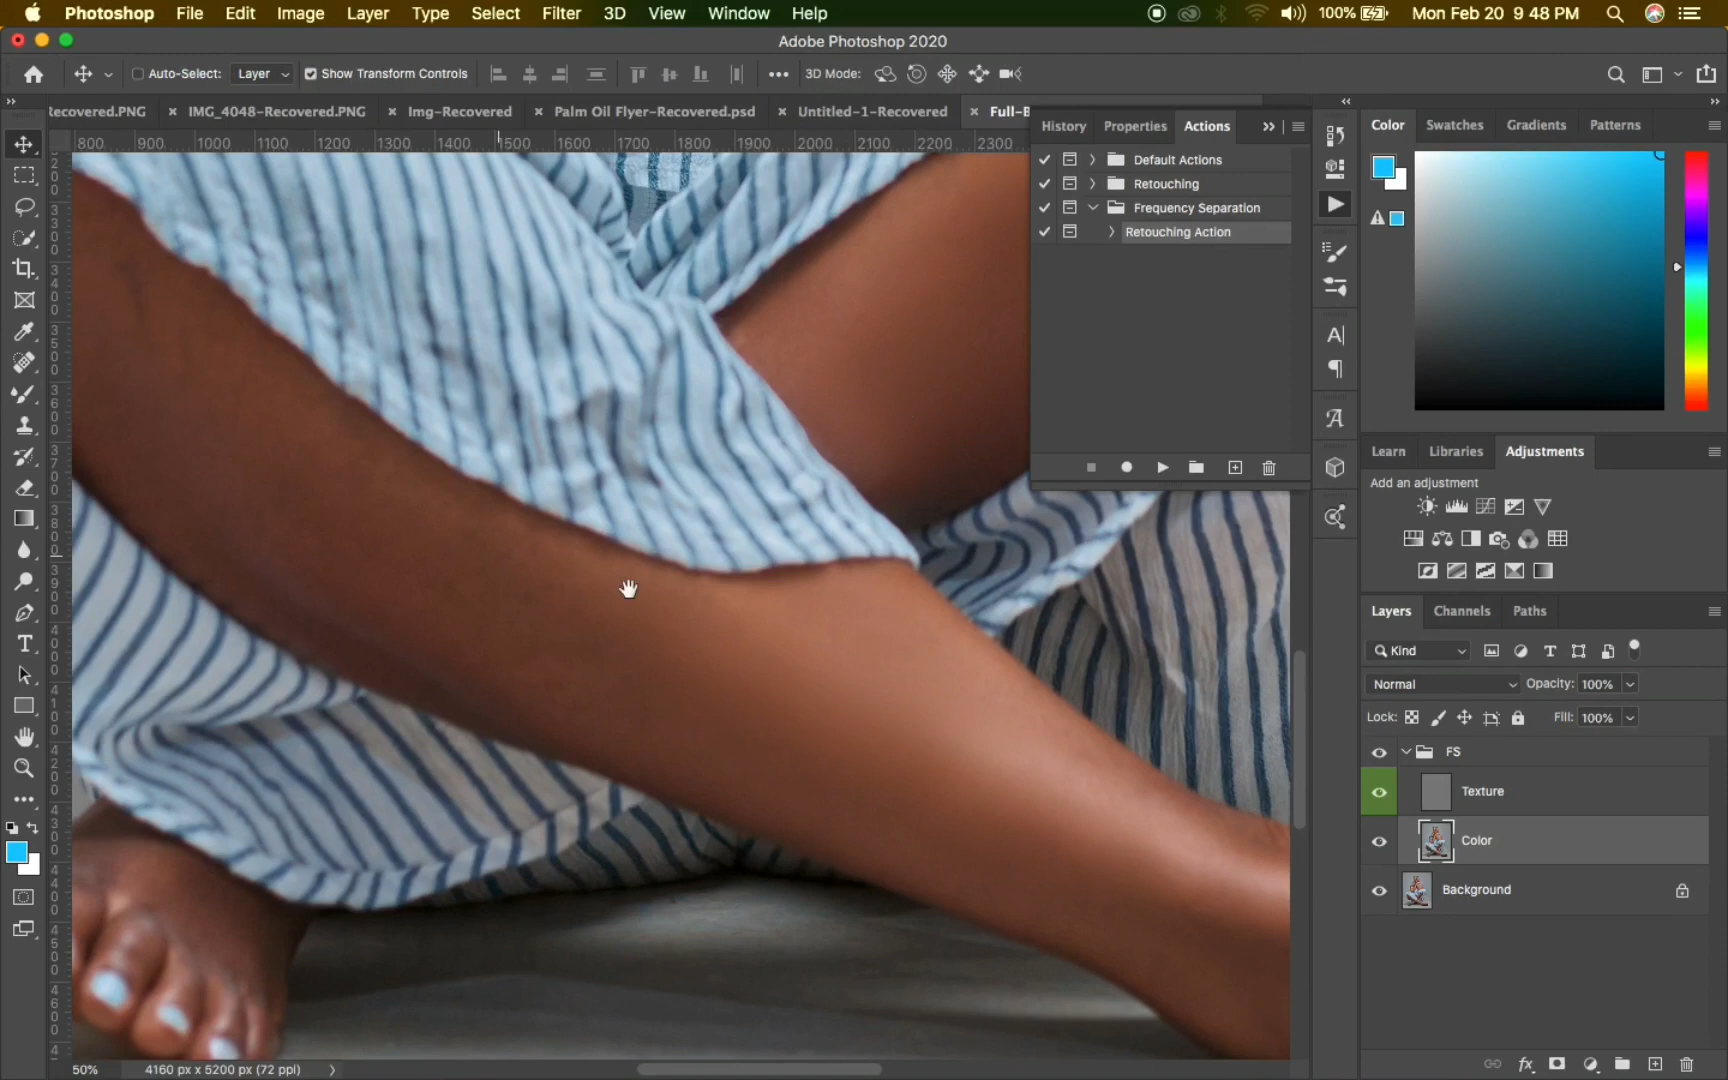 Photoshop File Edit Image Layer Type Select Filter 3D View Window Help 100% Mon Feb 20 9 48 PM
Adobe Photoshop 2020
Auto-Select: Layer Show Transform Controls 3D Mode:
Recovered.PNG × IMG_4048-Recovered.PNG × Img-Recovered × Palm Oil Flyer-Recovered.psd × Untitled-1-Recovered × Full-B
800 900 1000 1100 1200 1300 1400 1500 1600 1700 1800 1900 2000 2100 2200 2300
History Properties Actions
Default Actions
Retouching
Frequency Separation
Retouching Action
Color Swatches Gradients Patterns
Learn Libraries Adjustments
Add an adjustment
Layers Channels Paths
Kind
Normal Opacity: 100%
Lock: Fill: 100%
FS
Texture
Color
Background
50% 4160 px x 5200 px (72 ppi)